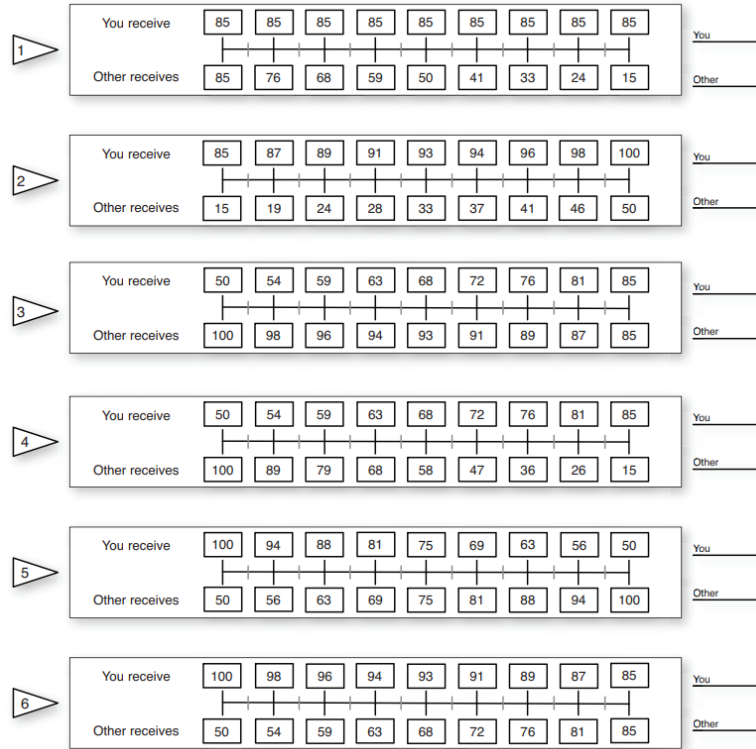 You receive 85 85 85 85 85 85 85 85 85
You
1
Other receives 85 76 68 59 50 41 33 24 15
Other
You receive 85 87 89 91 93 94 96 98 100
You
2
Other receives 15 19 24 28 33 37 41 46 50
Other
You receive 50 54 59 63 68 72 76 81 85
You
3
Other receives 100 98 96 94 93 91 89 87 85
Other
You receive 50 54 59 63 68 72 76 81 85
You
4
Other receives 100 89 79 68 58 47 36 26 15
Other
You receive 100 94 88 81 75 69 63 56 50
You
5
Other receives 50 56 63 69 75 81 88 94 100
Other
You receive 100 98 96 94 93 91 89 87 85
You
6
Other receives 50 54 59 63 68 72 76 81 85
Other